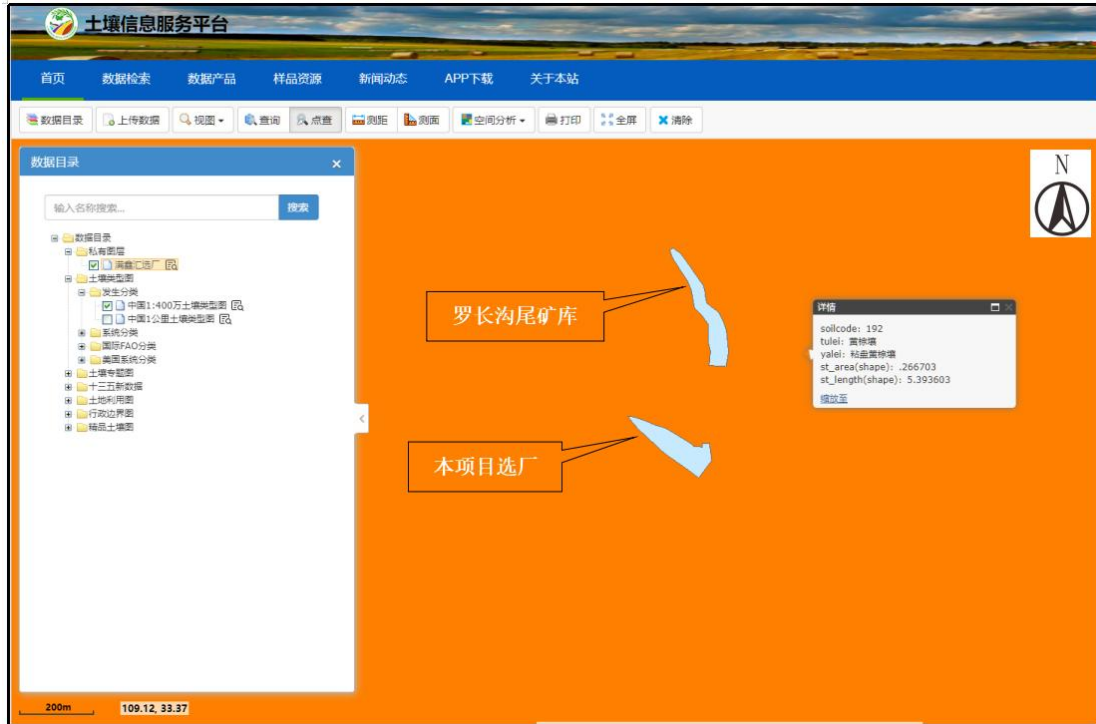 土壤信息服务平台
首页 数据检索 数据产品 样品资源 新闻动态 APP下载 关于本站
数据目录 上传数据 视图 查询 点查 测距 测面 空间分析 打印 全屏 清除
数据目录 ×
输入名称搜索... 搜索
数据目录
私有图层
满鑫汇选厂
土壤类型图
发生分类
中国1:400万土壤类型图
中国1公里土壤类型图
系统分类
国际FAO分类
美国系统分类
土壤专题图
十三五新数据
土地利用图
行政边界图
精品土壤图
N
罗长沟尾矿库
本项目选厂
详情
soilcode: 192
tulei: 黄棕壤
yalei: 粘盘黄棕壤
st_area(shape): .266703
st_length(shape): 5.393603
缩放至
200m 109.12, 33.37